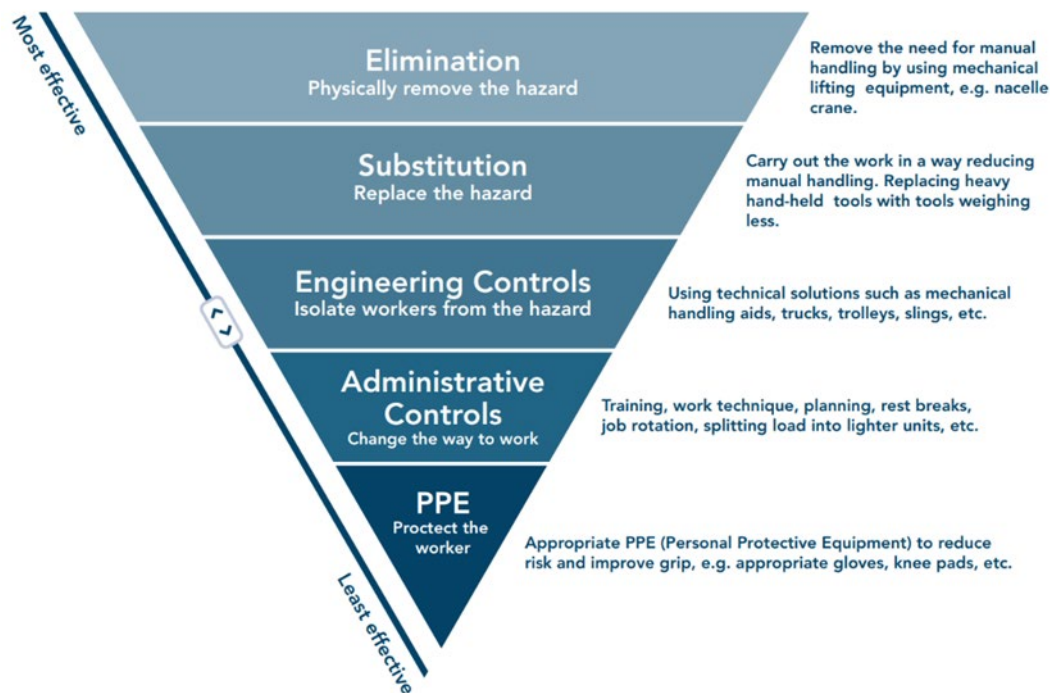 Most effective
Elimination
Physically remove the hazard
Remove the need for manual
handling by using mechanical
lifting equipment, e.g. nacelle
crane.
Substitution
Replace the hazard
Carry out the work in a way reducing
manual handling. Replacing heavy
hand-held tools with tools weighing
less.
Engineering Controls
Isolate workers from the hazard
Using technical solutions such as mechanical
handling aids, trucks, trolleys, slings, etc.
Administrative
Controls
Change the way to work
Training, work technique, planning, rest breaks,
job rotation, splitting load into lighter units, etc.
PPE
Proctect the
worker
Appropriate PPE (Personal Protective Equipment) to reduce
risk and improve grip, e.g. appropriate gloves, knee pads, etc.
Least effective